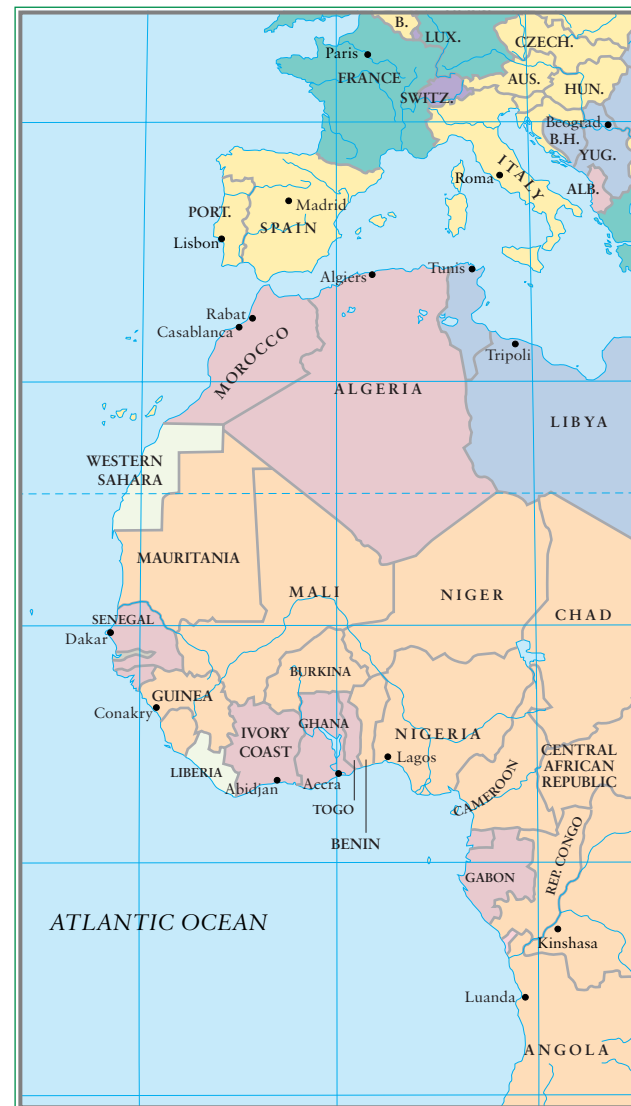 B.
LUX.
CZECH.
Paris
FRANCE
AUS.
HUN.
SWITZ.
Beograd
B.H.
YUG.
ITALY
Roma
ALB.
Madrid
PORT.
SPAIN
Lisbon
Algiers
Tunis
Rabat
Casablanca
MOROCCO
Tripoli
ALGERIA
LIBYA
WESTERN
SAHARA
MAURITANIA
MALI
NIGER
CHAD
SENEGAL
Dakar
BURKINA
GUINEA
Conakry
GHANA
IVORY
COAST
NIGERIA
Lagos
CENTRAL
AFRICAN
REPUBLIC
LIBERIA
Abidjan
Accra
CAMEROON
TOGO
BENIN
REP. CONGO
GABON
ATLANTIC OCEAN
Kinshasa
Luanda
ANGOLA